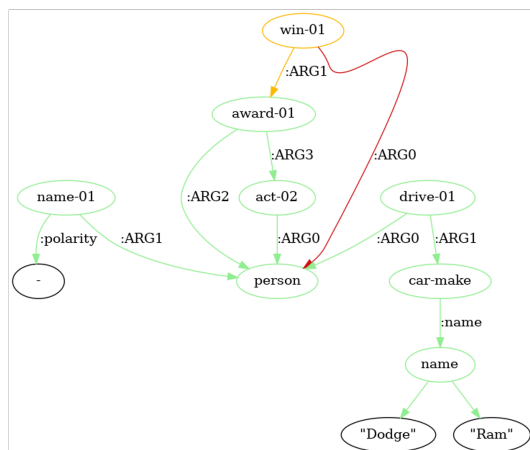 win-01
:ARG1
award-01
:ARG3
:ARG0
name-01
:ARG2
act-02
drive-01
:polarity
:ARG1
:ARG0
:ARG0
:ARG1
-
person
car-make
:name
name
"Dodge"
"Ram"